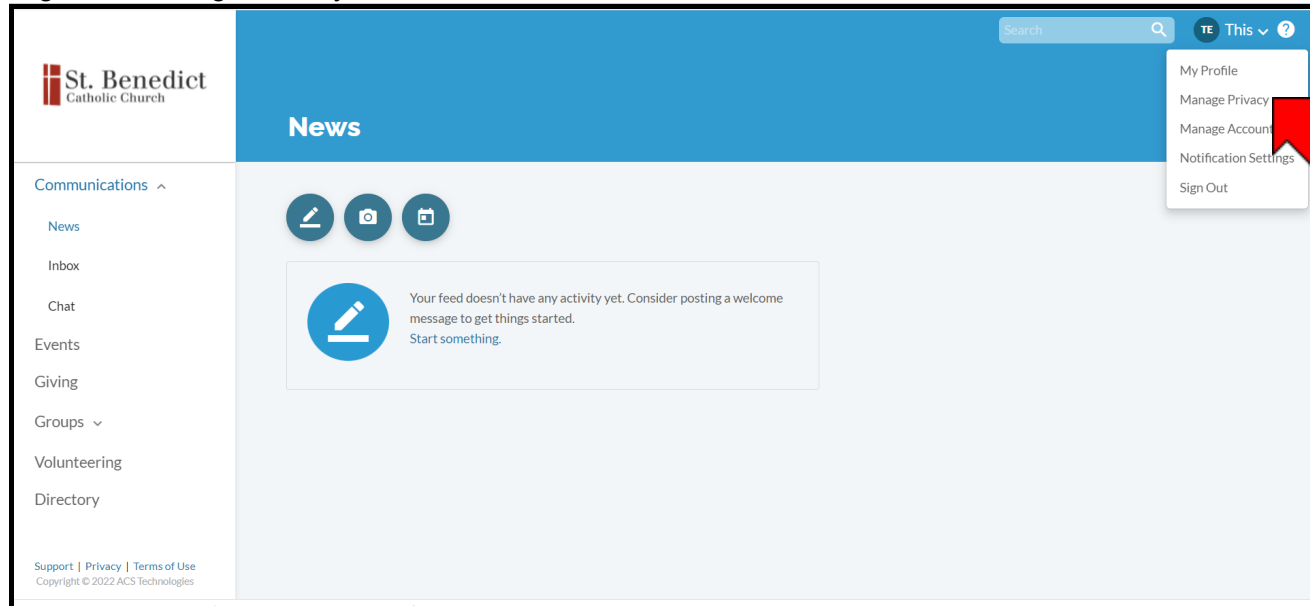 Search
TE This
?
St. Benedict
Catholic Church
My Profile
Manage Privacy
Manage Account
Notification Settings
Sign Out
News
Communications
News
Inbox
Chat
Events
Giving
Groups
Volunteering
Directory
Your feed doesn't have any activity yet. Consider posting a welcome
message to get things started.
Start something.
Support | Privacy | Terms of Use
Copyright © 2022 ACS Technologies